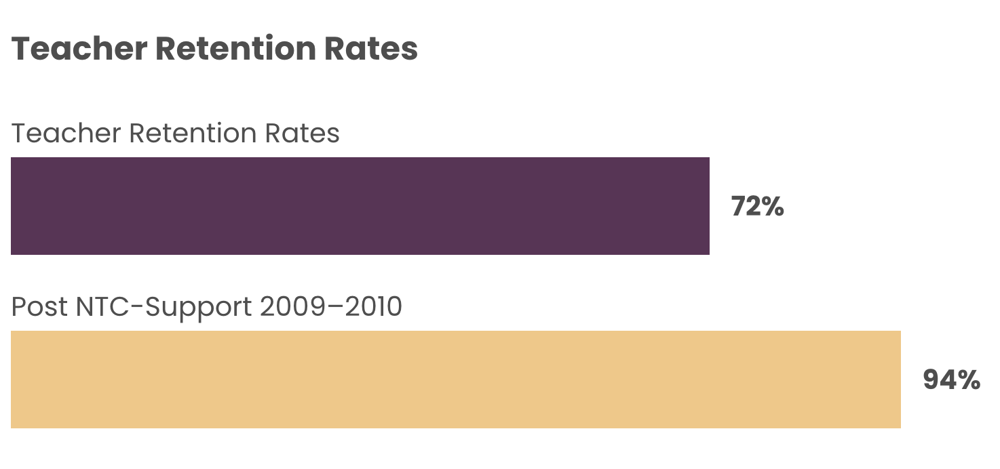 Teacher Retention Rates
Teacher Retention Rates
72%
Post NTC-Support 2009–2010
94%